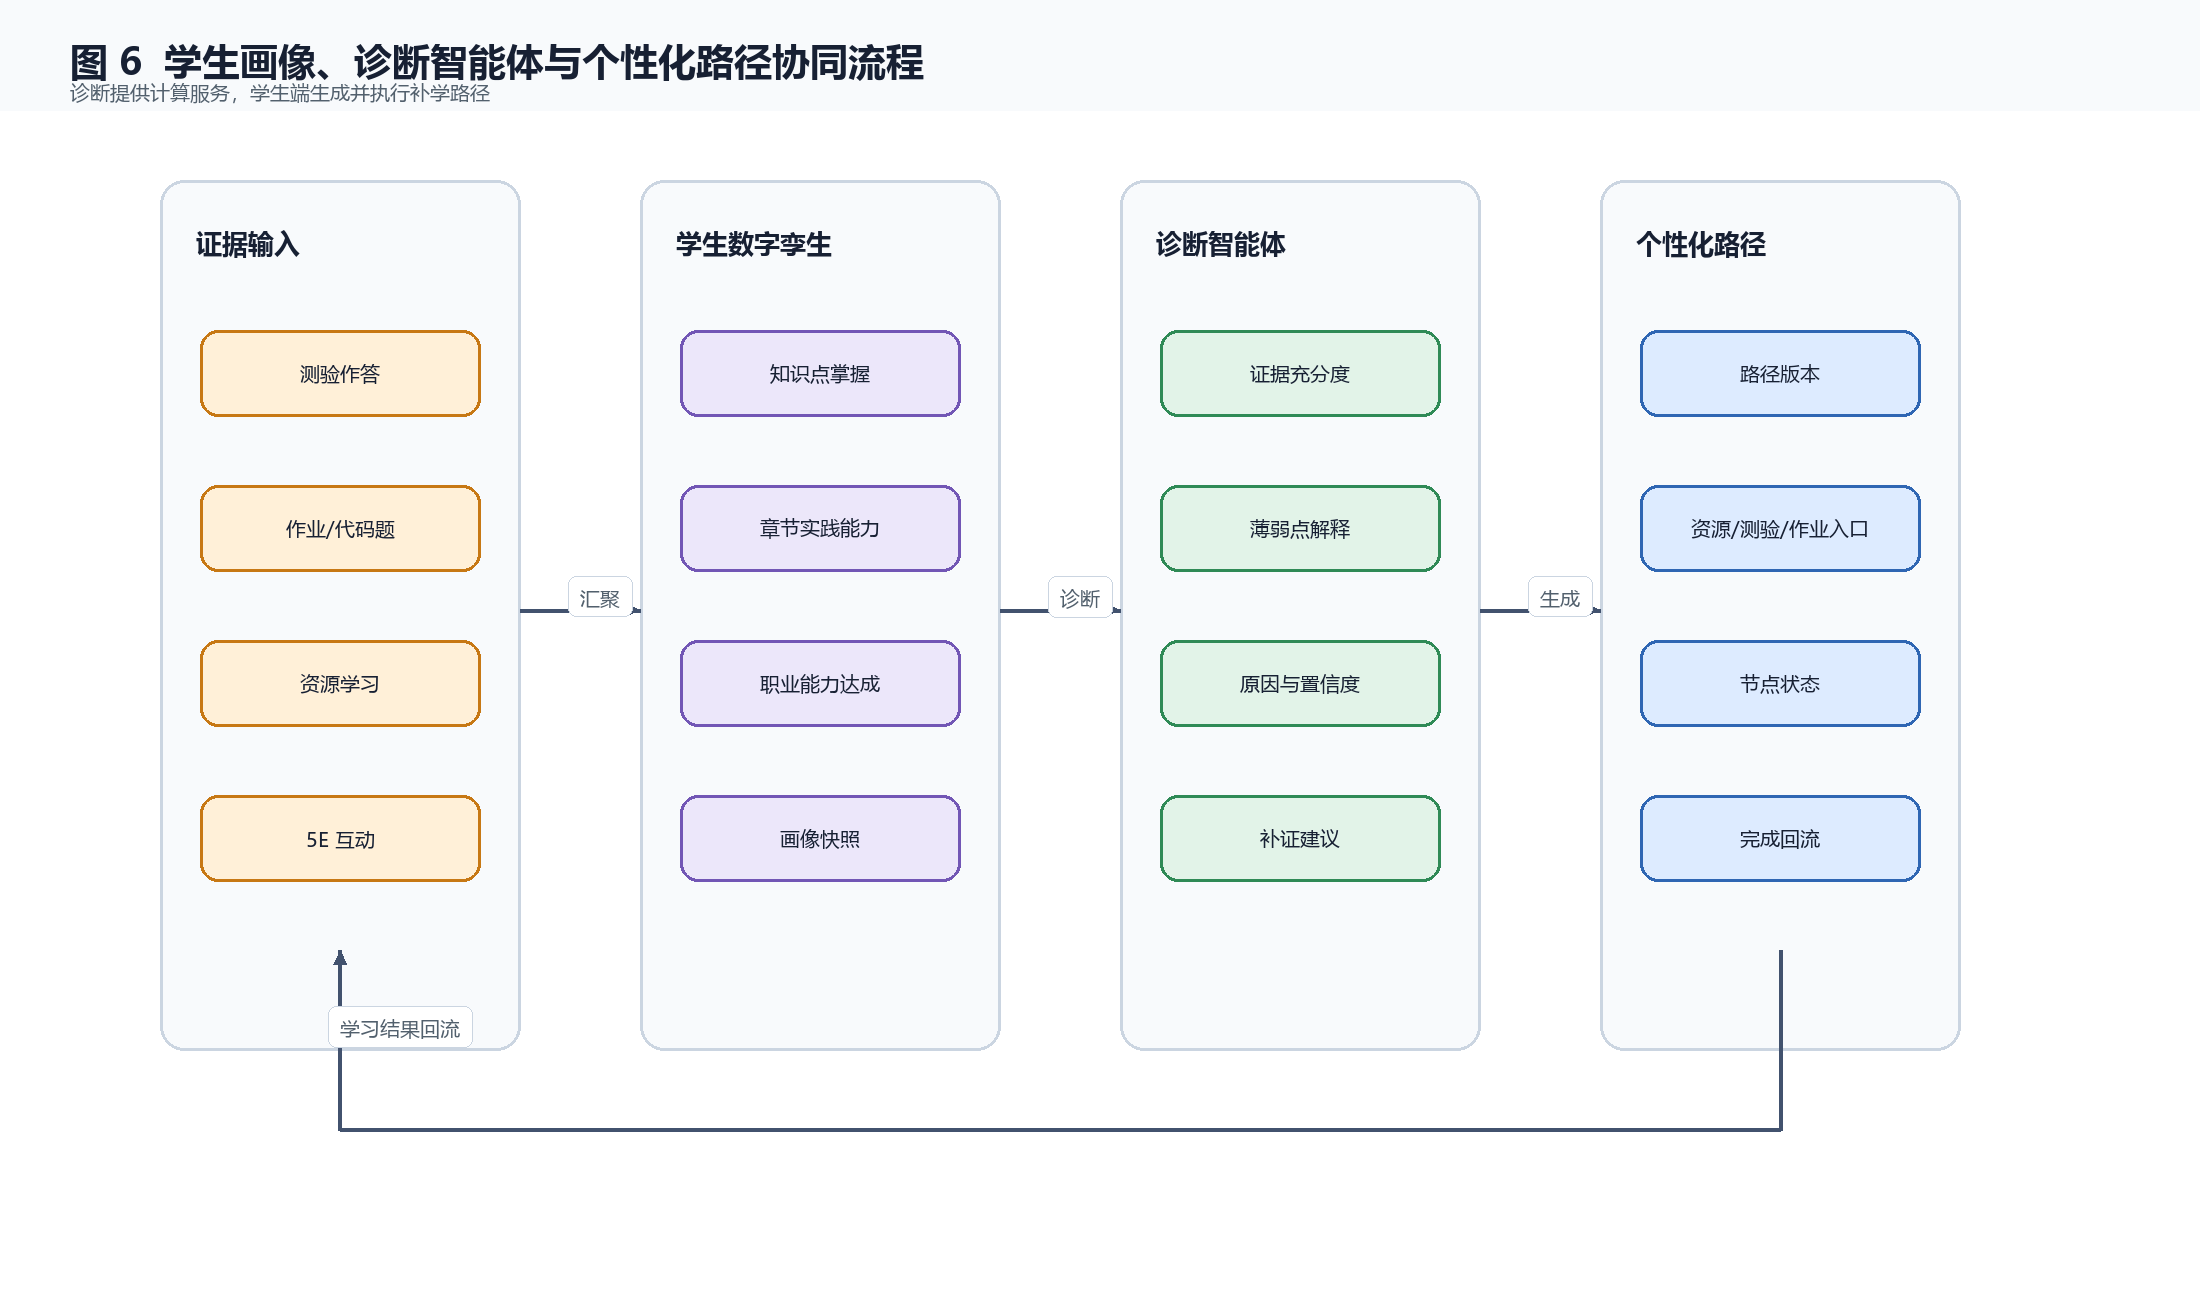 图 6 学生画像、诊断智能体与个性化路径协同流程
诊断提供计算服务，学生端生成并执行补学路径
证据输入
测验作答
作业/代码题
资源学习
5E 互动
汇聚
学生数字孪生
知识点掌握
章节实践能力
职业能力达成
画像快照
诊断
诊断智能体
证据充分度
薄弱点解释
原因与置信度
补证建议
生成
个性化路径
路径版本
资源/测验/作业入口
节点状态
完成回流
学习结果回流